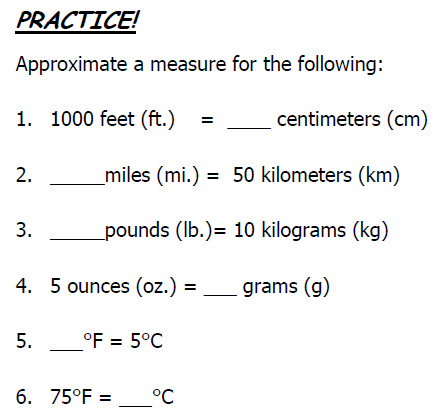 PRACTICE!
Approximate a measure for the following:
1. 1000 feet (ft.) = ____ centimeters (cm)
2. _____miles (mi.) = 50 kilometers (km)
3. _____pounds (lb.)= 10 kilograms (kg)
4. 5 ounces (oz.) = ___ grams (g)
5. ___°F = 5°C
6. 75°F = ___°C